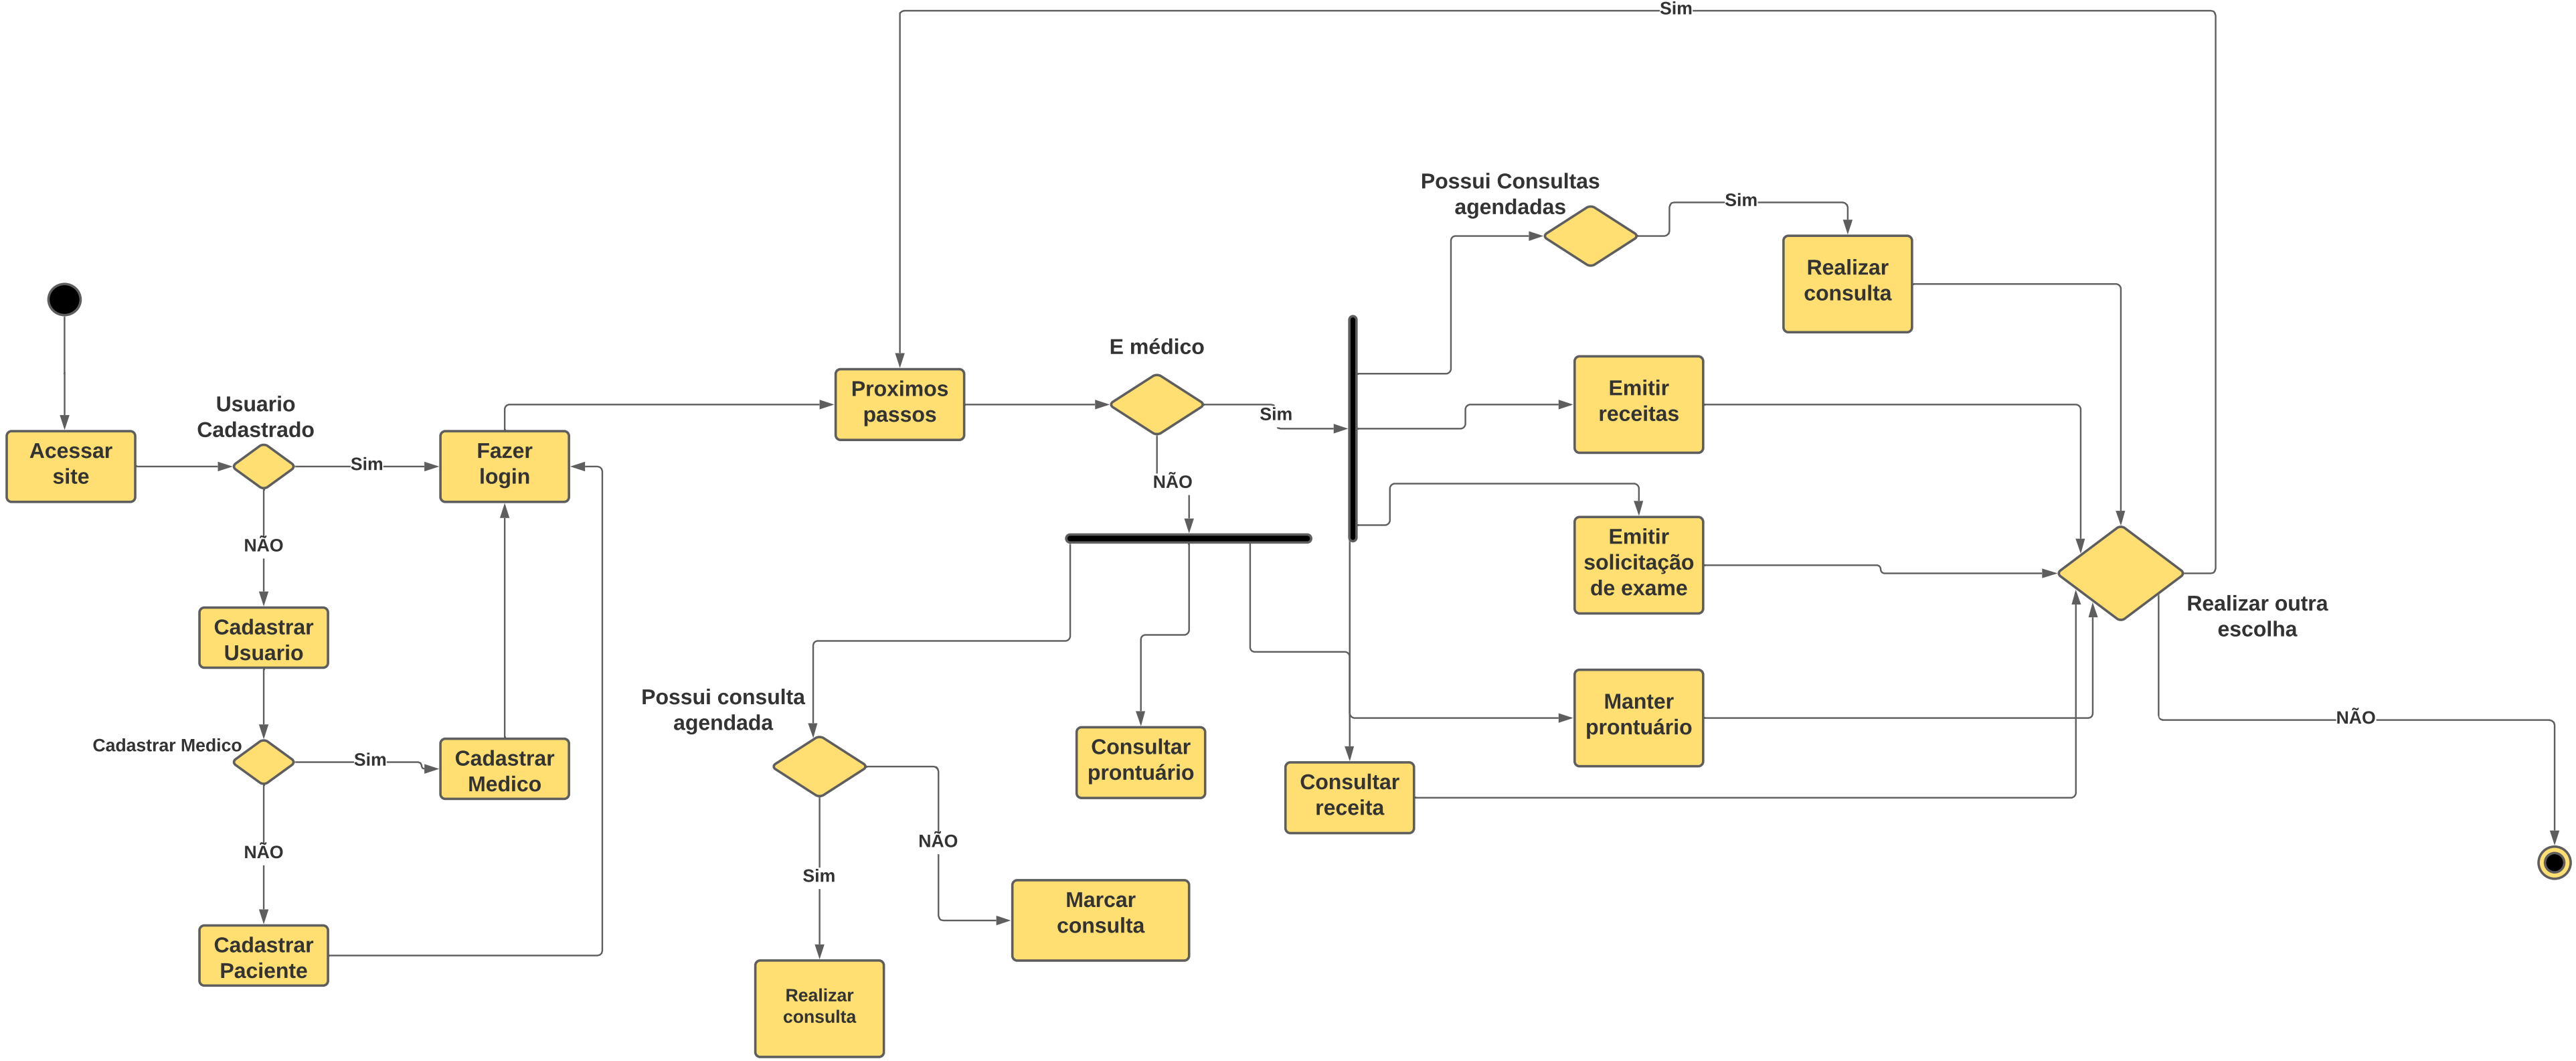 Sim
Possui Consultas
agendadas
Sim
Realizar
consulta
E médico
Proximos
passos
Sim
Emitir
receitas
Usuario
Cadastrado
Acessar
site
Sim
Fazer
login
NÃO
Emitir
solicitação
de exame
NÃO
Realizar outra
escolha
Cadastrar
Usuario
Possui consulta
agendada
Manter
prontuário
NÃO
Cadastrar Medico
Sim
Cadastrar
Medico
Consultar
prontuário
Consultar
receita
NÃO
NÃO
Sim
Marcar
consulta
Cadastrar
Paciente
Realizar
consulta